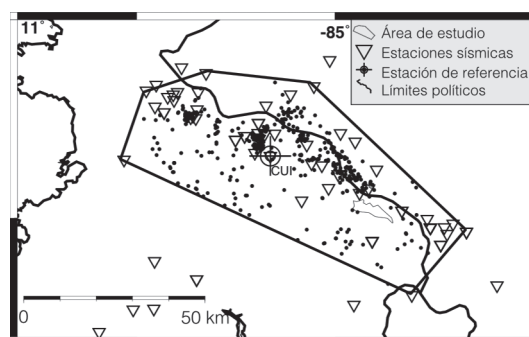 11°
-85°
Área de estudio
Estaciones sísmicas
Estación de referencia
Límites políticos
CUI
0 50 km